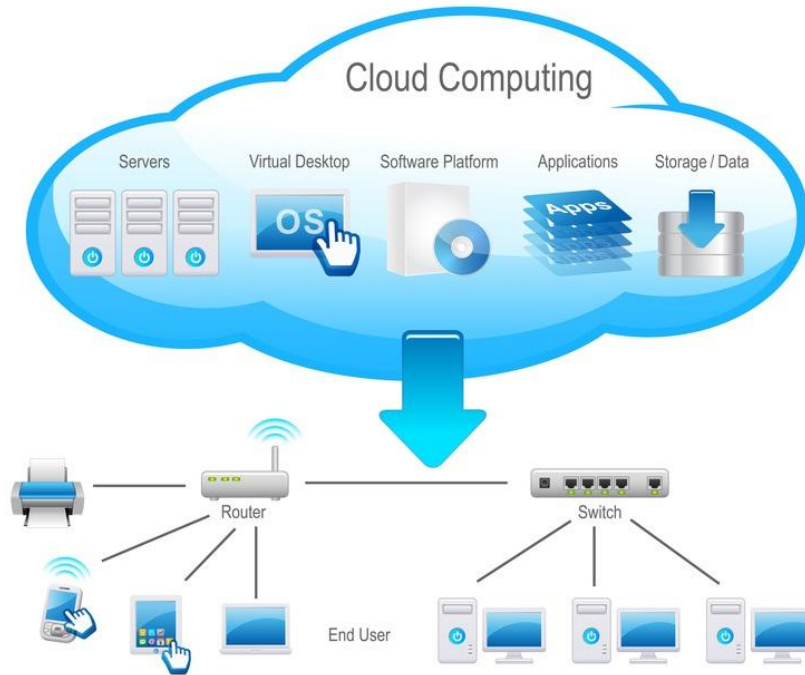 Cloud Computing
Servers
Virtual Desktop
Software Platform
Applications
Storage / Data
OS
Apps
Router
Switch
End User